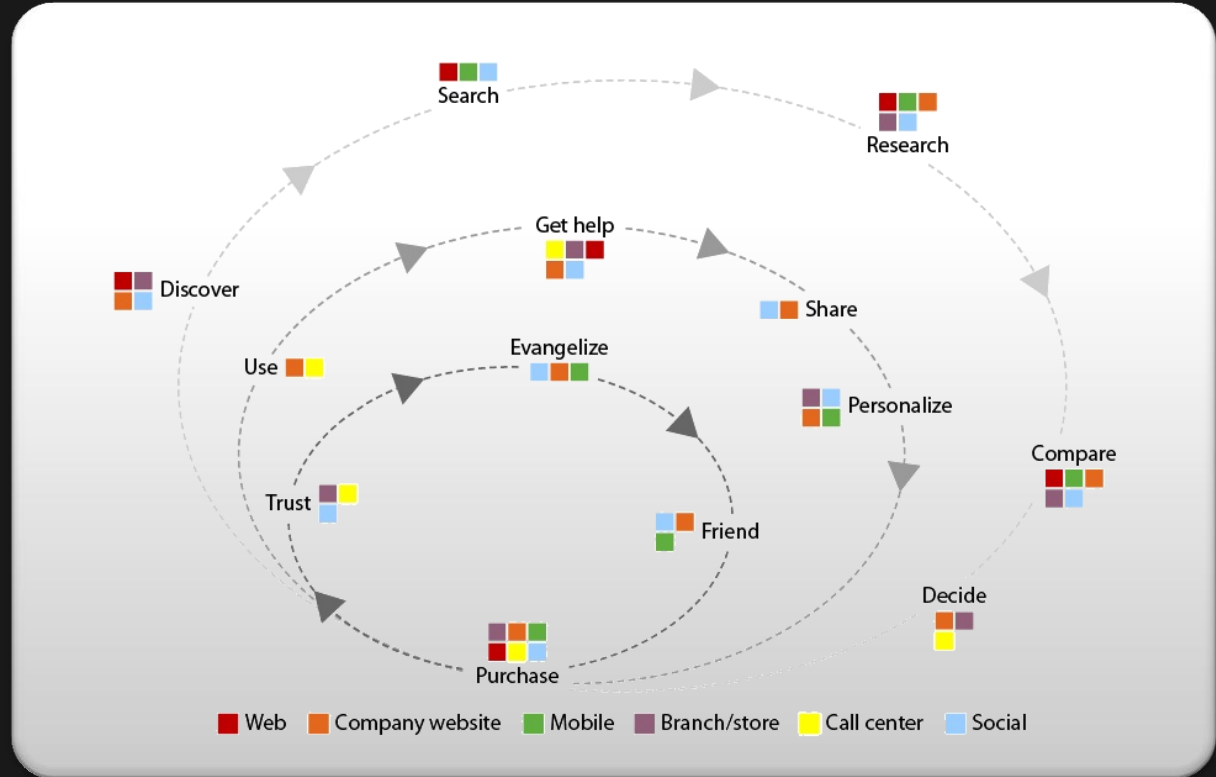 Search
Research
Get help
Discover
Share
Evangelize
Use
Personalize
Compare
Trust
Friend
Decide
Purchase
Web Company website Mobile Branch/store Call center Social